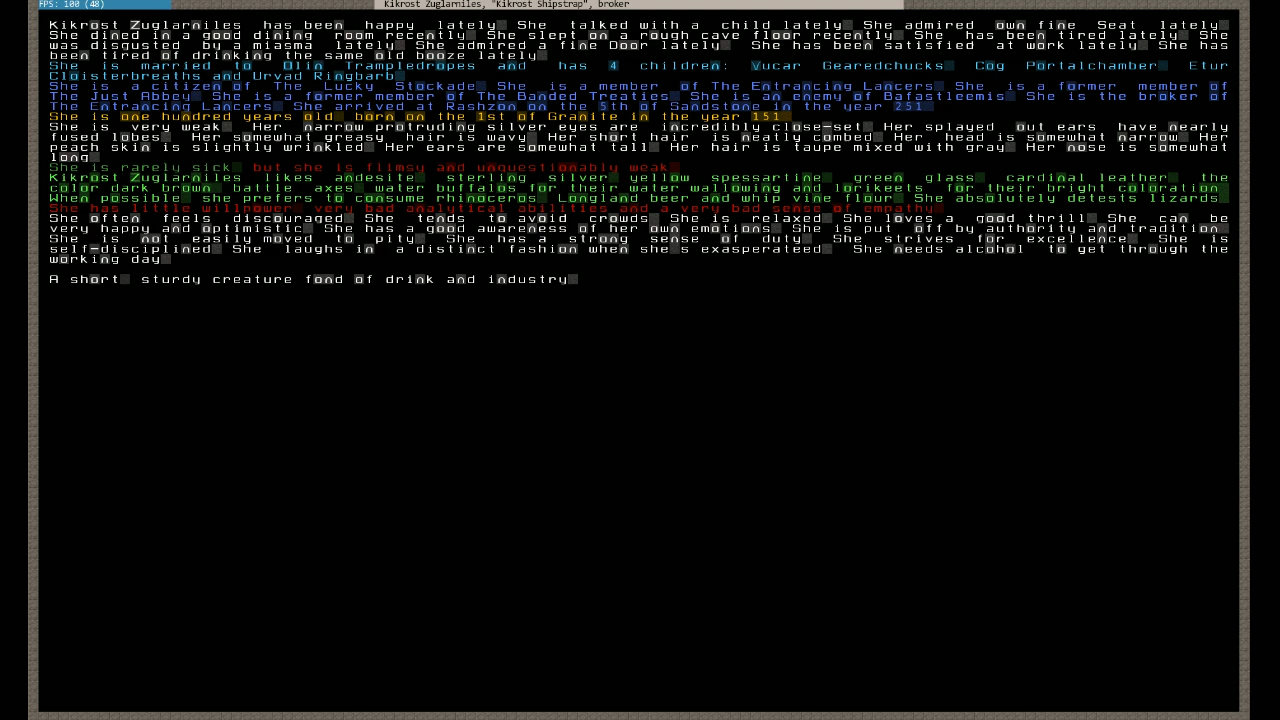 FPS: 100 (48)
Kikrost Zuglarniles, "Kikrost Shipstrap", broker
Kikrost Zuglarniles has been happy lately. She talked with a child lately. She admired own fine Seat lately.
She dined in a good dining room recently. She slept on a rough cave floor recently. She has been tired lately. She
was disgusted by a miasma lately. She admired a fine Door lately. She has been satisfied at work lately. She has
been tired of drinking the same old booze lately.
She is married to Olin Trampledropes and has 4 children: Vucar Gearedchucks, Cog Portalchamber, Etur
Cloisterbreaths and Urvad Ringbarb.
She is a citizen of The Lucky Stockade. She is a member of The Entrancing Lancers. She is a former member of
The Just Abbey. She is a former member of The Banded Treaties. She is an enemy of Bafastleemis. She is the broker of
The Entrancing Lancers. She arrived at Rashzon on the 5th of Sandstone in the year 251.
She is one hundred years old, born on the 1st of Granite in the year 151.
She is very weak. Her narrow protruding silver eyes are incredibly close-set. Her splayed out ears have nearly
fused lobes. Her somewhat greasy hair is wavy. Her short hair is neatly combed. Her head is somewhat narrow. Her
peach skin is slightly wrinkled. Her ears are somewhat tall. Her hair is taupe mixed with gray. Her nose is somewhat
long.
She is rarely sick, but she is flimsy and unquestionably weak.
Kikrost Zuglarniles likes andesite, sterling silver, yellow spessartine, green glass, cardinal leather, the
color dark brown, battle axes, water buffalos for their water wallowing and lorikeets for their bright coloration.
When possible, she prefers to consume rhinoceros, Longland beer and whip vine flour. She absolutely detests lizards.
She has little willpower, very bad analytical abilities and a very bad sense of empathy.
She often feels discouraged. She tends to avoid crowds. She is relaxed. She loves a good thrill. She can be
very happy and optimistic. She has a good awareness of her own emotions. She is put off by authority and tradition.
She is not easily moved to pity. She has a strong sense of duty. She strives for excellence. She is
self-disciplined. She laughs in a distinct fashion when she's exasperateed. She needs alcohol to get through the
working day.
A short, sturdy creature fond of drink and industry.